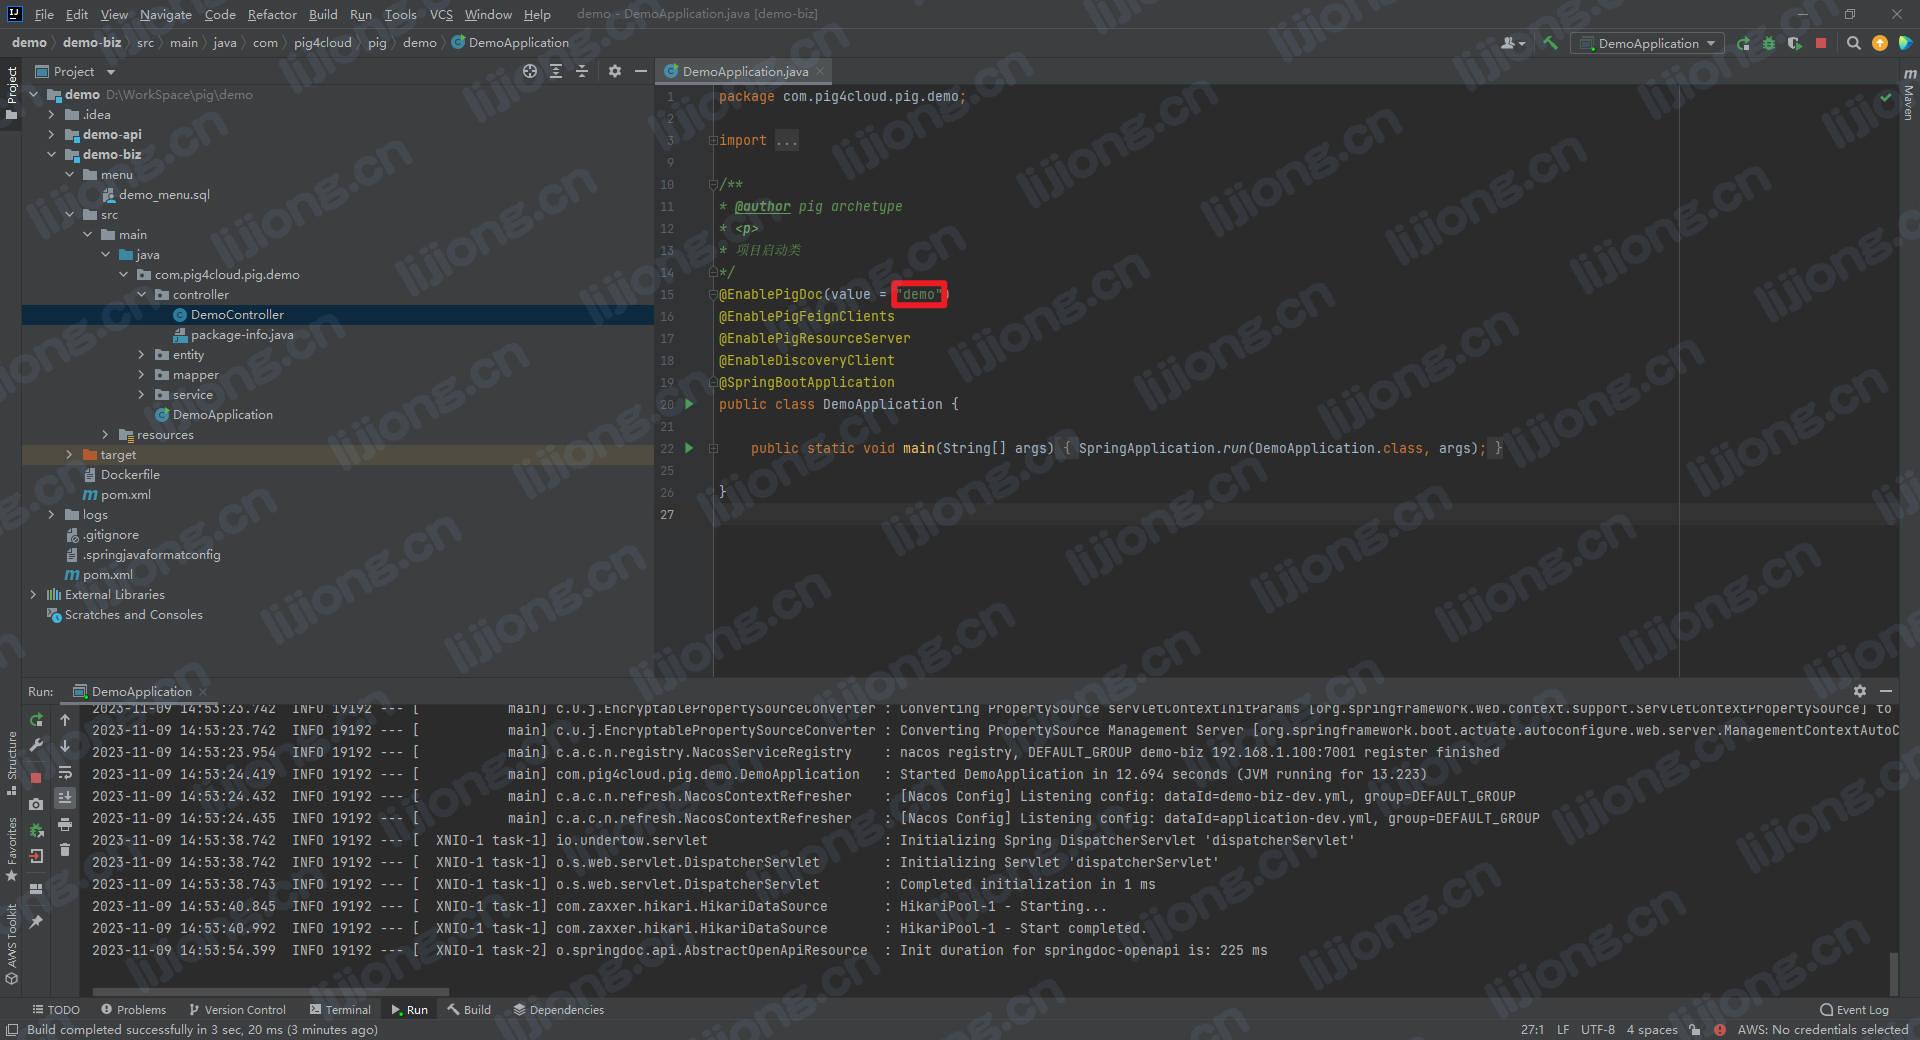 File Edit View Navigate Code Refactor Build Run Tools VCS Window Help demo - DemoApplication.java [demo-biz]
demo demo-biz src main java com pig4cloud pig demo DemoApplication
DemoApplication
Project
Project
DemoApplication.java
Maven
demo D:\WorkSpace\pig\demo
.idea
demo-api
demo-biz
menu
demo_menu.sql
src
main
java
com.pig4cloud.pig.demo
controller
DemoController
package-info.java
entity
mapper
service
DemoApplication
resources
target
Dockerfile
pom.xml
logs
.gitignore
.springjavaformatconfig
pom.xml
External Libraries
Scratches and Consoles
1 package com.pig4cloud.pig.demo;
2
3 import ...
9
10 /**
11 * @author pig archetype
12 * <p>
13 * 项目启动类
14 */
15 @EnablePigDoc(value = "demo")
16 @EnablePigFeignClients
17 @EnablePigResourceServer
18 @EnableDiscoveryClient
19 @SpringBootApplication
20 public class DemoApplication {
21
22 public static void main(String[] args) { SpringApplication.run(DemoApplication.class, args); }
25
26 }
27
Run: DemoApplication
2023-11-09 14:53:23.742 INFO 19192 --- [ main] c.u.j.EncryptablePropertySourceConverter : Converting PropertySource servletContextInitParams [org.springframework.web.context.support.ServletContextPropertySource] to
2023-11-09 14:53:23.742 INFO 19192 --- [ main] c.u.j.EncryptablePropertySourceConverter : Converting PropertySource Management Server [org.springframework.boot.actuate.autoconfigure.web.server.ManagementContextAutoC
2023-11-09 14:53:23.954 INFO 19192 --- [ main] c.a.c.n.registry.NacosServiceRegistry : nacos registry, DEFAULT_GROUP demo-biz 192.168.1.100:7001 register finished
2023-11-09 14:53:24.419 INFO 19192 --- [ main] com.pig4cloud.pig.demo.DemoApplication : Started DemoApplication in 12.694 seconds (JVM running for 13.223)
2023-11-09 14:53:24.432 INFO 19192 --- [ main] c.a.c.n.refresh.NacosContextRefresher : [Nacos Config] Listening config: dataId=demo-biz-dev.yml, group=DEFAULT_GROUP
2023-11-09 14:53:24.435 INFO 19192 --- [ main] c.a.c.n.refresh.NacosContextRefresher : [Nacos Config] Listening config: dataId=application-dev.yml, group=DEFAULT_GROUP
2023-11-09 14:53:38.742 INFO 19192 --- [ XNIO-1 task-1] io.undertow.servlet : Initializing Spring DispatcherServlet 'dispatcherServlet'
2023-11-09 14:53:38.742 INFO 19192 --- [ XNIO-1 task-1] o.s.web.servlet.DispatcherServlet : Initializing Servlet 'dispatcherServlet'
2023-11-09 14:53:38.743 INFO 19192 --- [ XNIO-1 task-1] o.s.web.servlet.DispatcherServlet : Completed initialization in 1 ms
2023-11-09 14:53:40.845 INFO 19192 --- [ XNIO-1 task-1] com.zaxxer.hikari.HikariDataSource : HikariPool-1 - Starting...
2023-11-09 14:53:40.992 INFO 19192 --- [ XNIO-1 task-1] com.zaxxer.hikari.HikariDataSource : HikariPool-1 - Start completed.
2023-11-09 14:53:54.399 INFO 19192 --- [ XNIO-1 task-2] o.springdoc.api.AbstractOpenApiResource : Init duration for springdoc-openapi is: 225 ms
Structure
Favorites
AWS Toolkit
TODO Problems Version Control Terminal Run Build Dependencies Event Log
Build completed successfully in 3 sec, 20 ms (3 minutes ago) 27:1 LF UTF-8 4 spaces AWS: No credentials selected
lijiong.cn